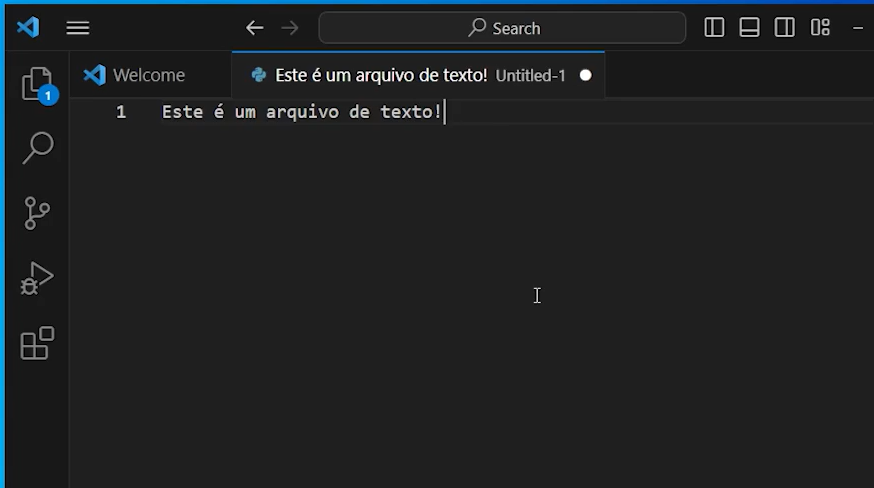 Search
Welcome
Este é um arquivo de texto! Untitled-1
1
1 Este é um arquivo de texto!